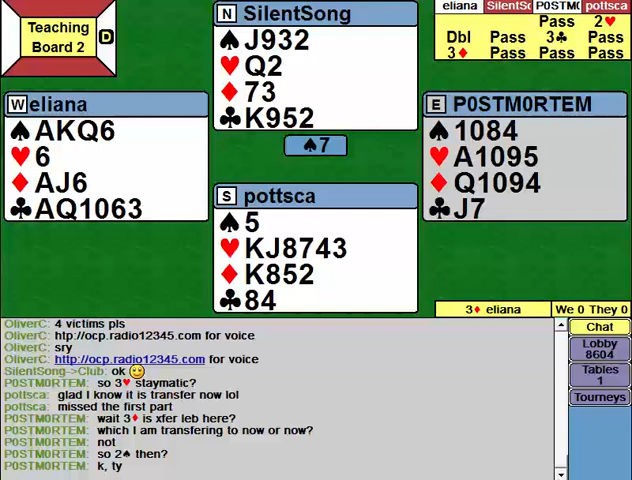 Teaching
Board 2
D
N SilentSong
♠ J932
♥ Q2
♦ 73
♣ K952
eliana SilentSc P0STM0 pottsca
Pass 2♥
Dbl Pass 3♣ Pass
3♦ Pass Pass Pass
W eliana
♠ AKQ6
♥ 6
♦ AJ6
♣ AQ1063
♠7
E P0STM0RTEM
♠ 1084
♥ A1095
♦ Q1094
♣ J7
S pottsca
♠ 5
♥ KJ8743
♦ K852
♣ 84
3♦ eliana We 0 They 0
OliverC: 4 victims pls
OliverC: htp://ocp.radio12345.com for voice
OliverC: sry
OliverC: http://ocp.radio12345.com for voice
SilentSong->Club: ok
P0STM0RTEM: so 3♥ staymatic?
pottsca: glad I know it is transfer now lol
pottsca: missed the first part
P0STM0RTEM: wait 3♦ is xfer leb here?
P0STM0RTEM: which I am transfering to now or now?
P0STM0RTEM: not
P0STM0RTEM: so 2♠ then?
P0STM0RTEM: k, ty
Chat
Lobby
8604
Tables
1
Tourneys